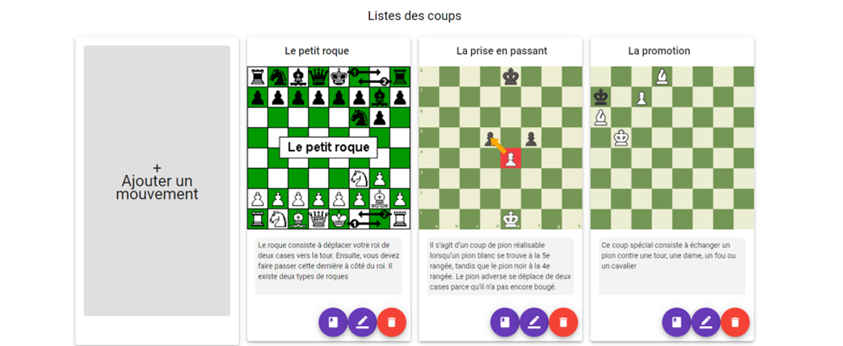 Listes des coups
+
Ajouter un
mouvement
Le petit roque
Le petit roque
Le roque consiste à déplacer votre roi de
deux cases vers la tour. Ensuite, vous devez
faire passer cette dernière à côté du roi. Il
existe deux types de roques
La prise en passant
Il s'agit d'un coup de pion réalisable
lorsqu'un pion blanc se trouve à la 5e
rangée, tandis que le pion noir à la 4e
rangée. Le pion adverse se déplace de deux
cases parce qu'il n'a pas encore bougé.
La promotion
Ce coup spécial consiste à échanger un
pion contre une tour, une dame, un fou ou
un cavalier